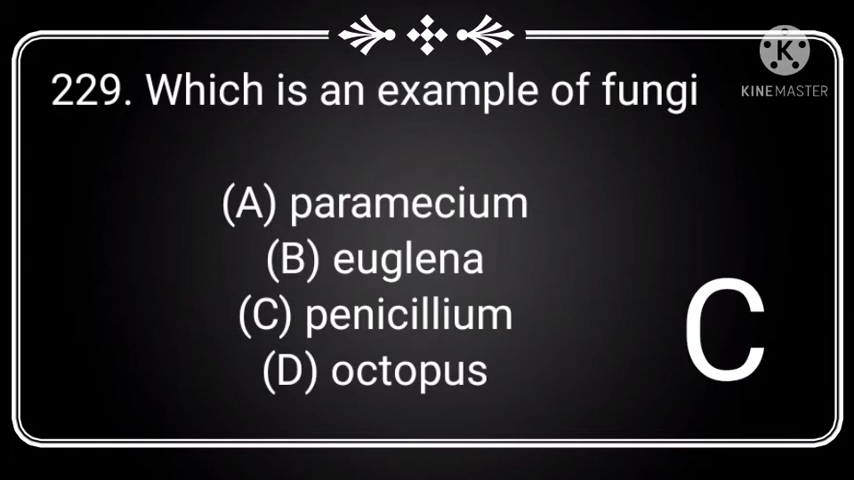 229. Which is an example of fungi
K
KINEMASTER
(A) paramecium
(B) euglena
(C) penicillium
(D) octopus
C